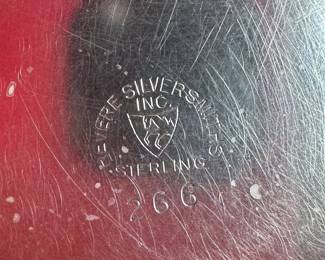 REVERE SILVERSMITHS
INC.
STERLING
266